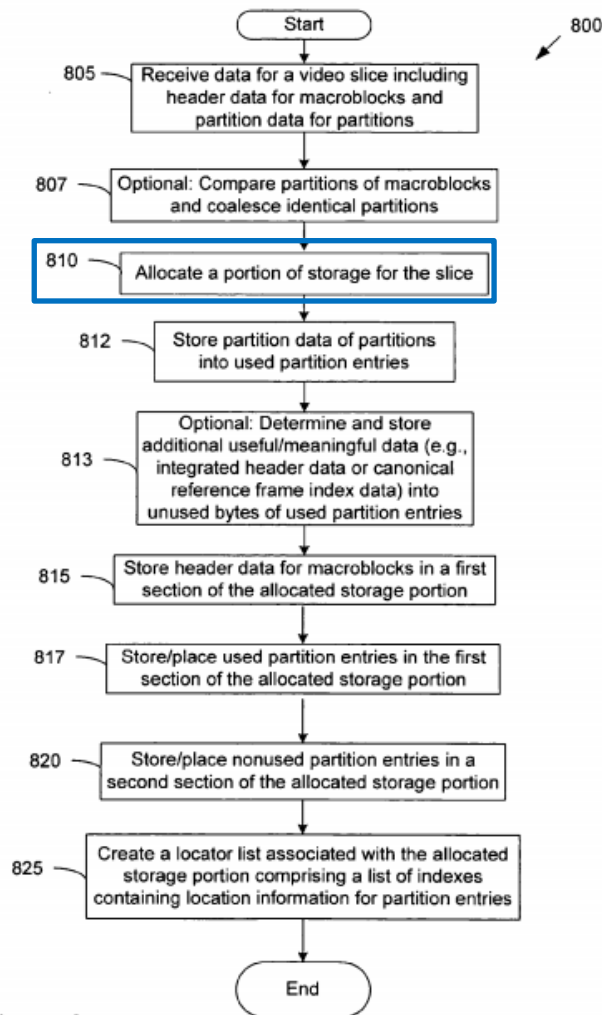 Start
800
805
Receive data for a video slice including
header data for macroblocks and
partition data for partitions
807
Optional: Compare partitions of macroblocks
and coalesce identical partitions
810
Allocate a portion of storage for the slice
812
Store partition data of partitions
into used partition entries
813
Optional: Determine and store
additional useful/meaningful data (e.g.,
integrated header data or canonical
reference frame index data) into
unused bytes of used partition entries
815
Store header data for macroblocks in a first
section of the allocated storage portion
817
Store/place used partition entries in the first
section of the allocated storage portion
820
Store/place nonused partition entries in a
second section of the allocated storage portion
825
Create a locator list associated with the allocated
storage portion comprising a list of indexes
containing location information for partition entries
End